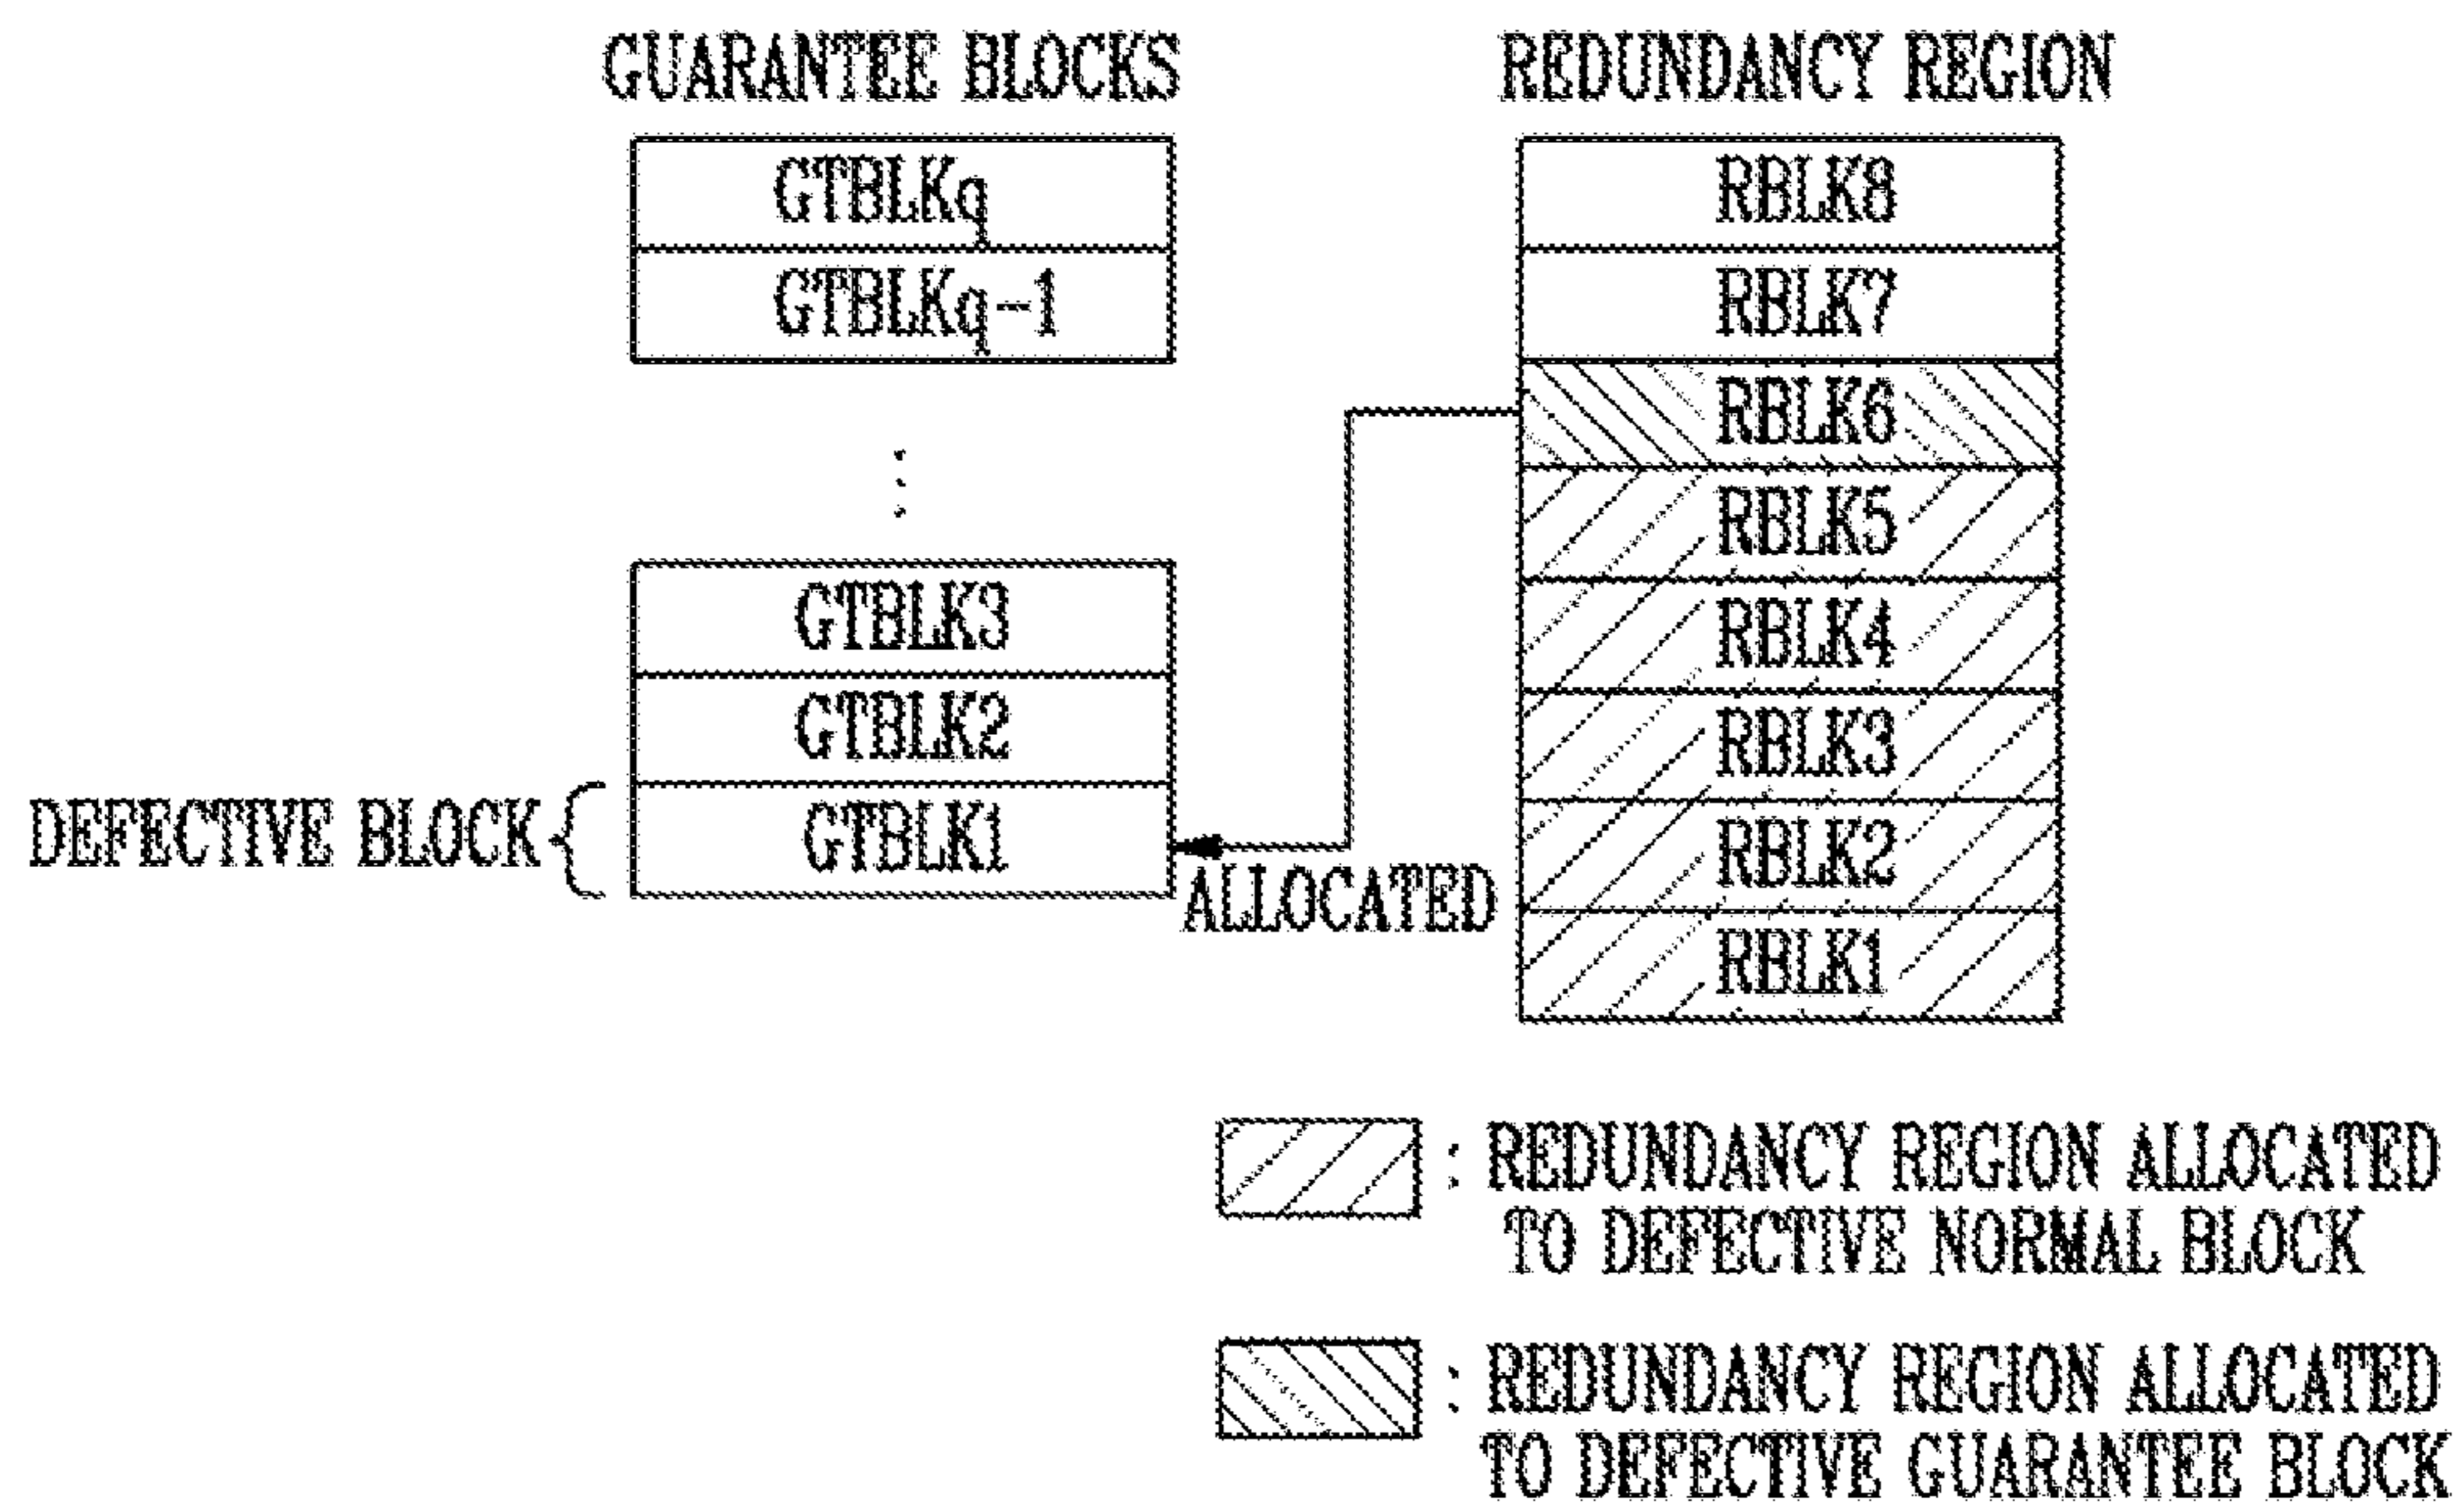 GUARANTEE BLOCKS
GTBLKq
GTBLKq-1
⋮
GTBLK3
GTBLK2
DEFECTIVE BLOCK
GTBLK1
ALLOCATED
REDUNDANCY REGION
RBLK8
RBLK7
RBLK6
RBLK5
RBLK4
RBLK3
RBLK2
RBLK1
: REDUNDANCY REGION ALLOCATED
TO DEFECTIVE NORMAL BLOCK
: REDUNDANCY REGION ALLOCATED
TO DEFECTIVE GUARANTEE BLOCK